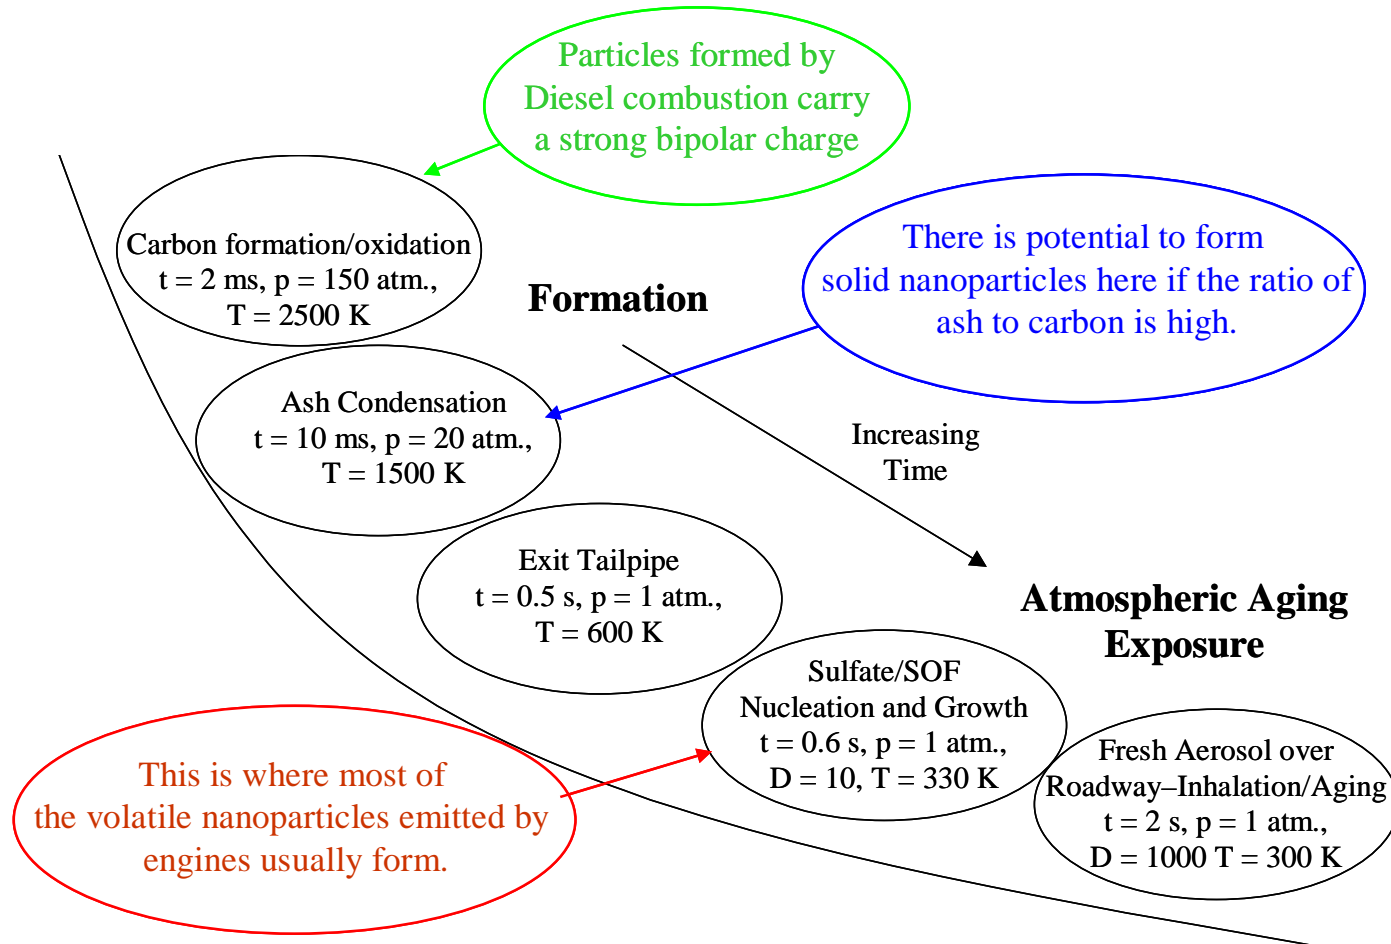 Particles formed by
Diesel combustion carry
a strong bipolar charge
Carbon formation/oxidation
t = 2 ms, p = 150 atm.,
T = 2500 K
There is potential to form
solid nanoparticles here if the ratio of
ash to carbon is high.
Formation
Ash Condensation
t = 10 ms, p = 20 atm.,
T = 1500 K
Increasing
Time
Exit Tailpipe
t = 0.5 s, p = 1 atm.,
T = 600 K
Atmospheric Aging
Exposure
Sulfate/SOF
Nucleation and Growth
t = 0.6 s, p = 1 atm.,
D = 10, T = 330 K
This is where most of
the volatile nanoparticles emitted by
engines usually form.
Fresh Aerosol over
Roadway–Inhalation/Aging
t = 2 s, p = 1 atm.,
D = 1000 T = 300 K